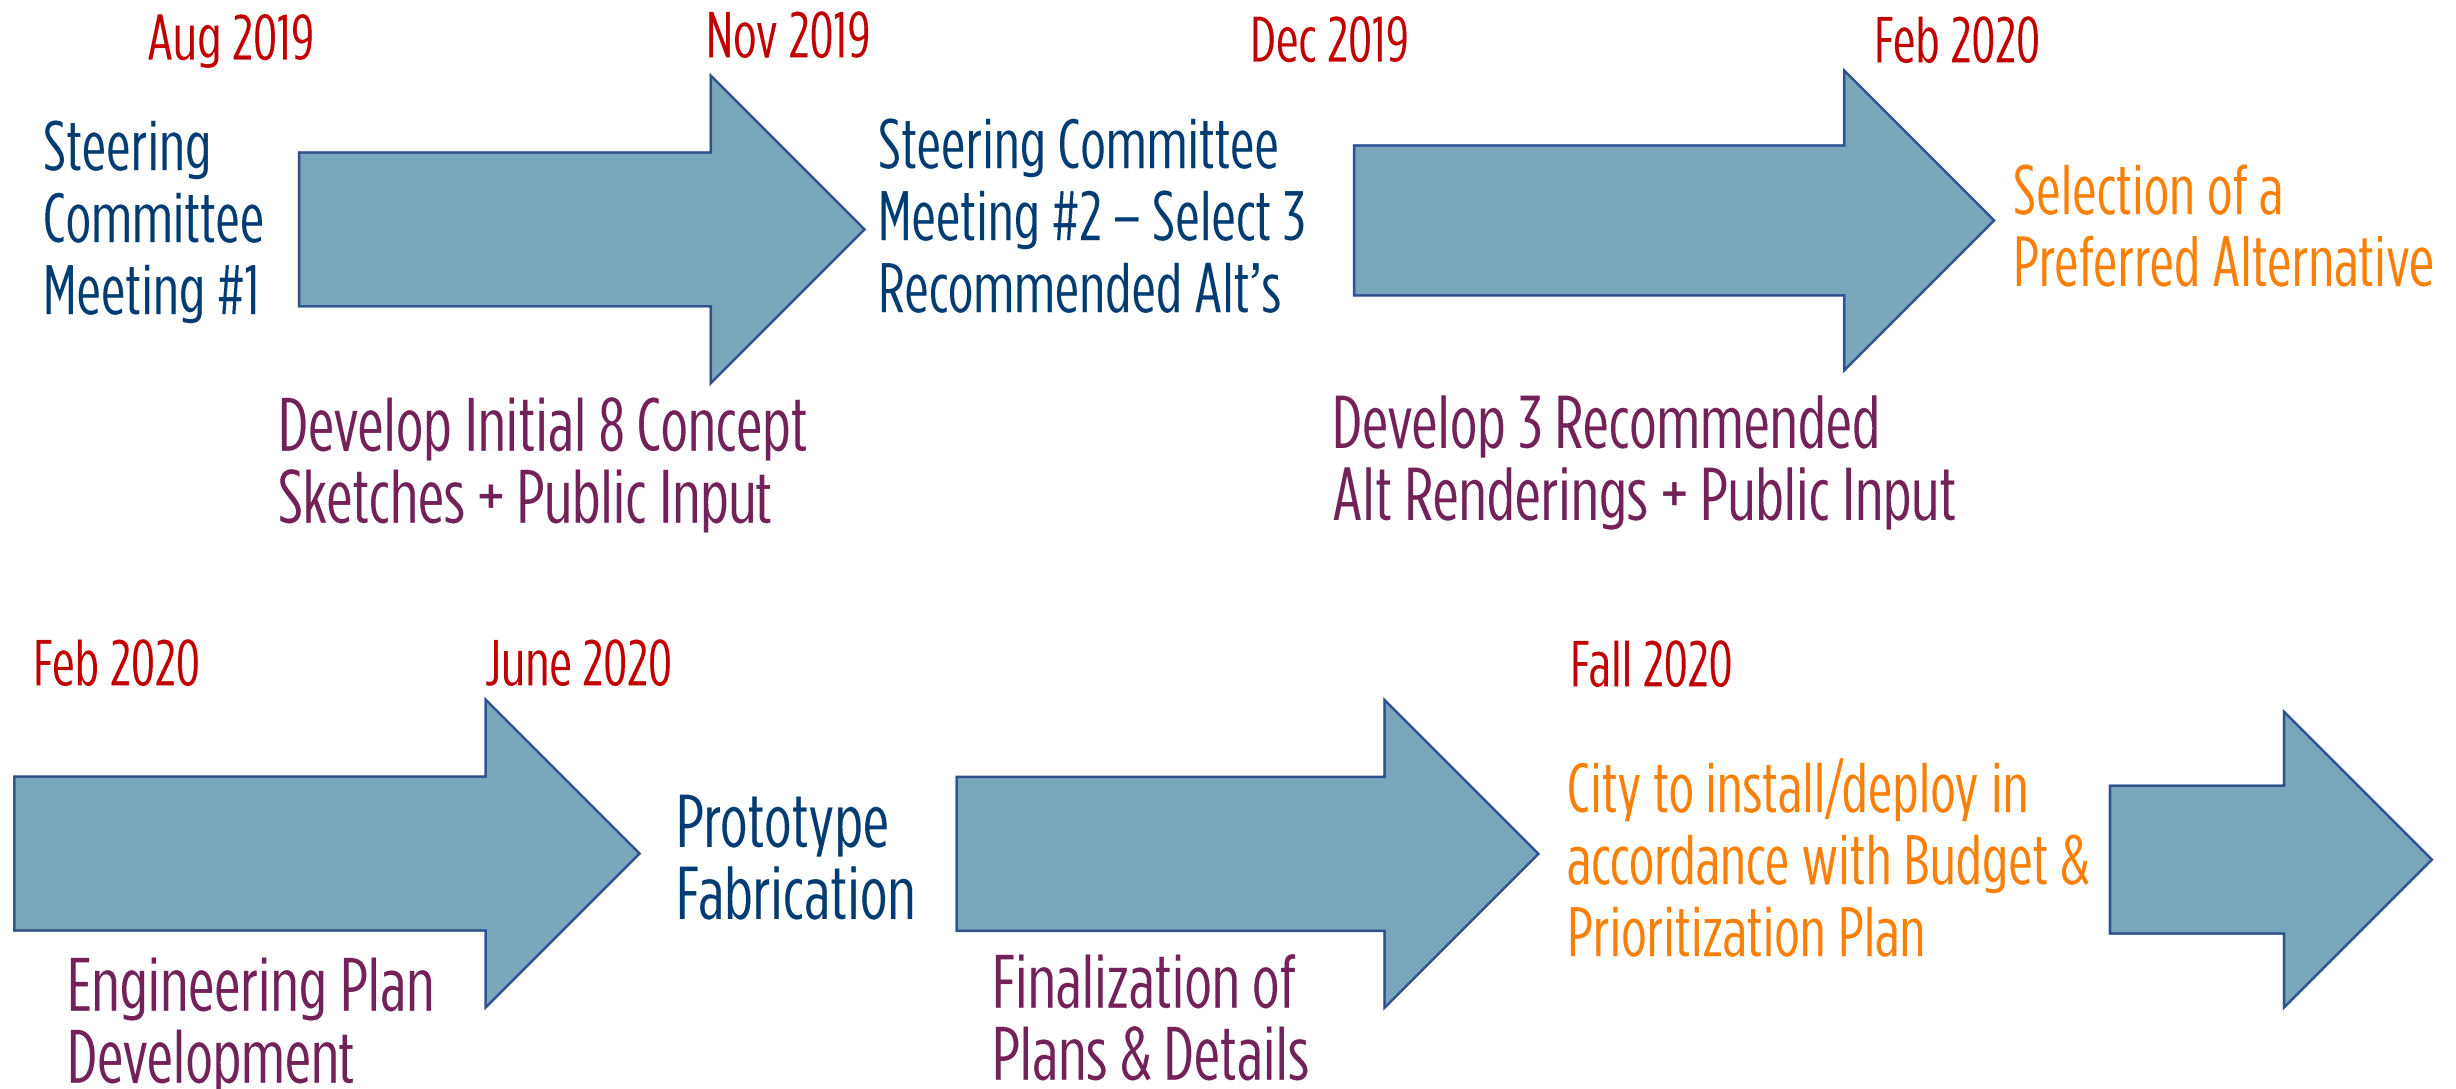 Aug 2019
Nov 2019
Dec 2019
Feb 2020
Steering
Committee
Meeting #1
Steering Committee
Meeting #2 – Select 3
Recommended Alt’s
Selection of a
Preferred Alternative
Develop Initial 8 Concept
Sketches + Public Input
Develop 3 Recommended
Alt Renderings + Public Input
Feb 2020
June 2020
Fall 2020
Prototype
Fabrication
City to install/deploy in
accordance with Budget &
Prioritization Plan
Engineering Plan
Development
Finalization of
Plans & Details